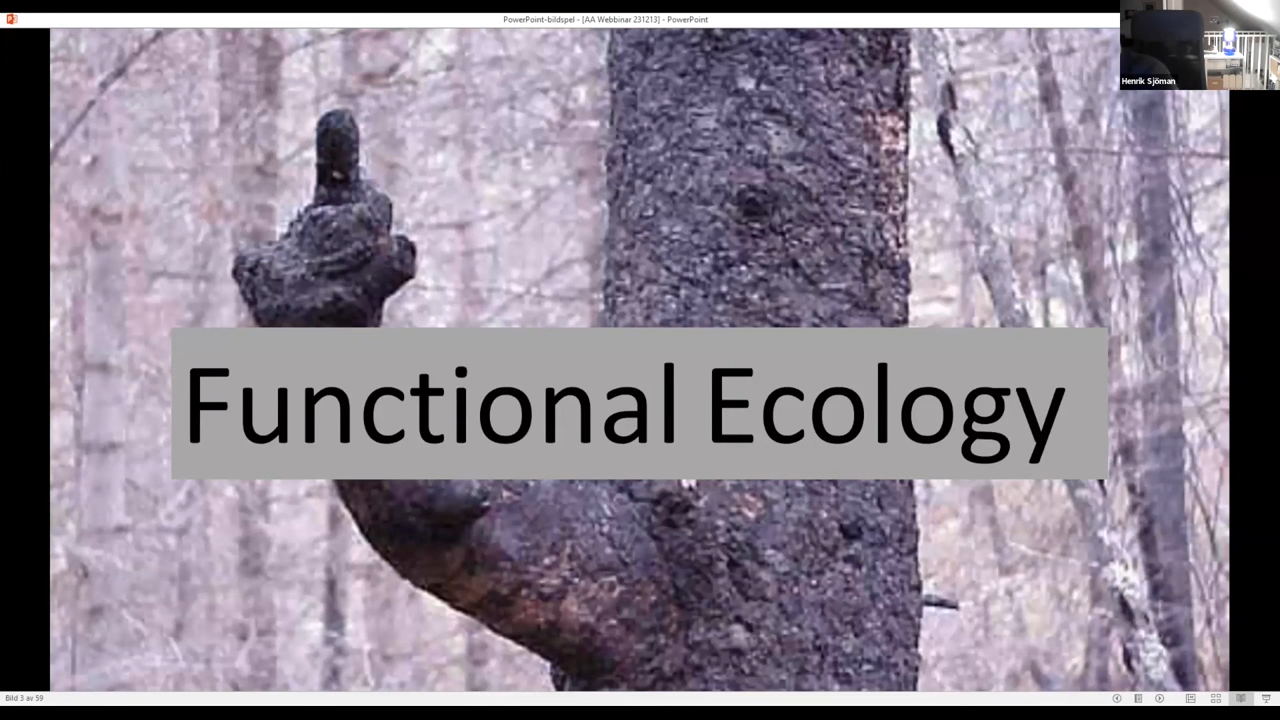 PowerPoint-bildspel - [AA Webbinar 231213] - PowerPoint
Henrik Sjöman
Functional Ecology
Bild 3 av 59